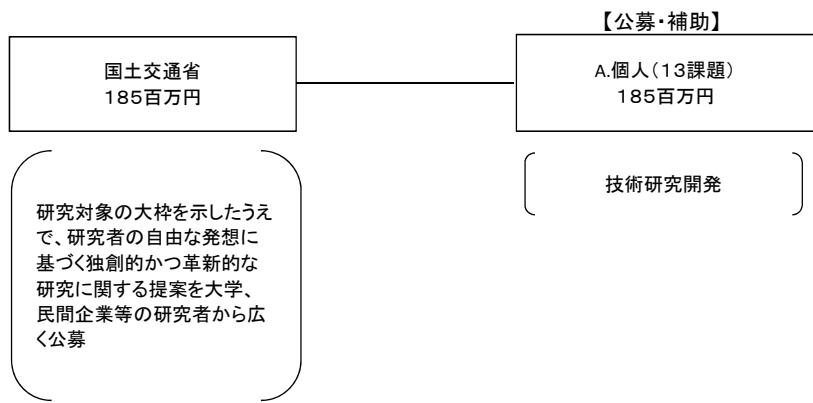 【公募・補助】
国土交通省
185百万円
A.個人（13課題）
185百万円
研究対象の大枠を示したうえ
で、研究者の自由な発想に
基づく独創的かつ革新的な
研究に関する提案を大学、
民間企業等の研究者から広
く公募
技術研究開発